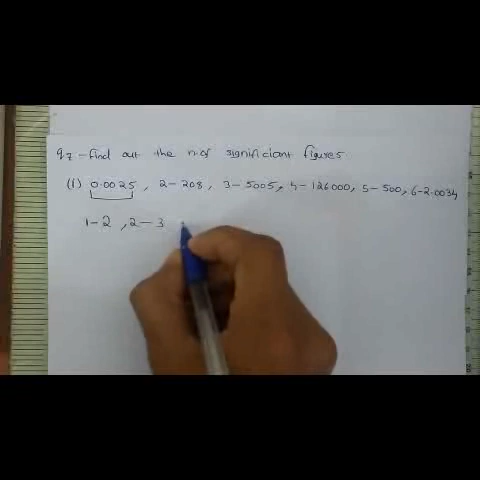 Q7 - Find out the n.of significiant figures
(1) 0.0025, 2- 208, 3- 5005, 4- 126000, 5- 500, 6- 2.0034
1-2, 2-3